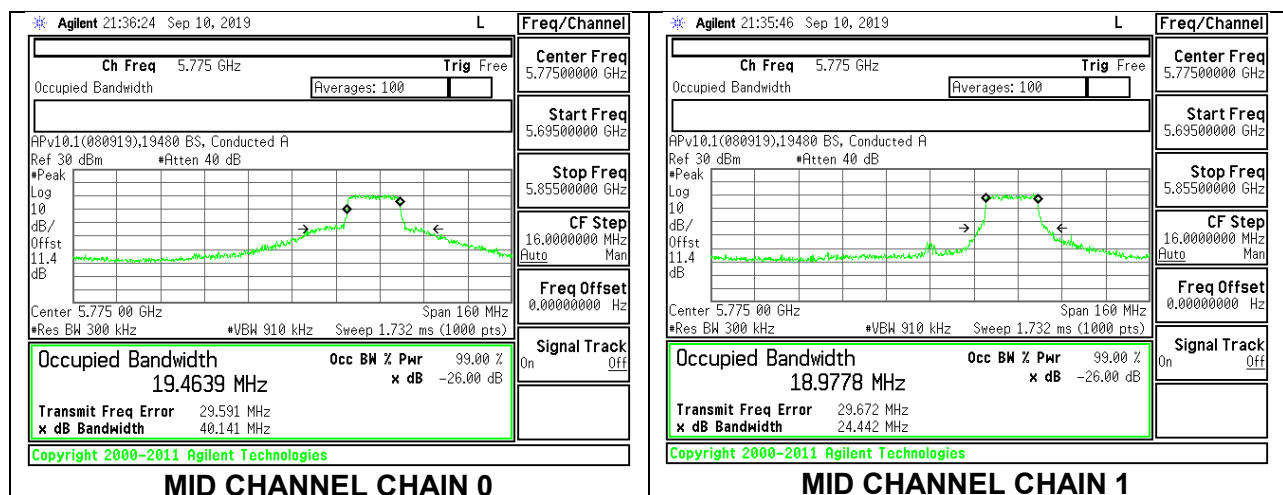 Agilent 21:36:24 Sep 10, 2019 L Freq/Channel
Ch Freq 5.775 GHz Trig Free
Occupied Bandwidth Averages: 100
Center Freq
5.77500000 GHz
Start Freq
5.69500000 GHz
APv10.1(080919),19480 BS, Conducted A
Ref 30 dBm #Atten 40 dB
#Peak
Log
10
dB/
Offst
11.4
dB
Stop Freq
5.85500000 GHz
CF Step
16.0000000 MHz
Auto Man
Freq Offset
0.00000000 Hz
Center 5.775 00 GHz Span 160 MHz
#Res BW 300 kHz #VBW 910 kHz Sweep 1.732 ms (1000 pts)
Signal Track
On Off
Occupied Bandwidth Occ BW % Pwr 99.00 %
19.4639 MHz x dB -26.00 dB
Transmit Freq Error 29.591 MHz
x dB Bandwidth 40.141 MHz
Copyright 2000-2011 Agilent Technologies
MID CHANNEL CHAIN 0
Agilent 21:35:46 Sep 10, 2019 L Freq/Channel
Ch Freq 5.775 GHz Trig Free
Occupied Bandwidth Averages: 100
Center Freq
5.77500000 GHz
Start Freq
5.69500000 GHz
APv10.1(080919),19480 BS, Conducted A
Ref 30 dBm #Atten 40 dB
#Peak
Log
10
dB/
Offst
11.4
dB
Stop Freq
5.85500000 GHz
CF Step
16.0000000 MHz
Auto Man
Freq Offset
0.00000000 Hz
Center 5.775 00 GHz Span 160 MHz
#Res BW 300 kHz #VBW 910 kHz Sweep 1.732 ms (1000 pts)
Signal Track
On Off
Occupied Bandwidth Occ BW % Pwr 99.00 %
18.9778 MHz x dB -26.00 dB
Transmit Freq Error 29.672 MHz
x dB Bandwidth 24.442 MHz
Copyright 2000-2011 Agilent Technologies
MID CHANNEL CHAIN 1